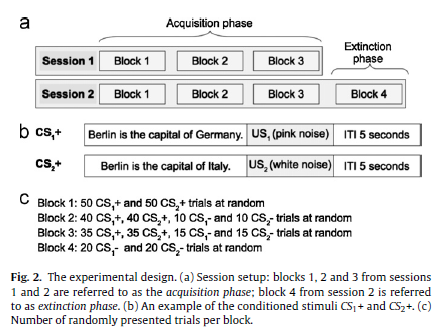 a
Acquisition phase
Extinction
phase
Session 1 Block 1 Block 2 Block 3
Session 2 Block 1 Block 2 Block 3 Block 4
b CS₁+ Berlin is the capital of Germany. US₁ (pink noise) ITI 5 seconds
CS₂+ Berlin is the capital of Italy. US₂ (white noise) ITI 5 seconds
c Block 1: 50 CS₁+ and 50 CS₂+ trials at random
Block 2: 40 CS₁+, 40 CS₂+, 10 CS₁- and 10 CS₂- trials at random
Block 3: 35 CS₁+, 35 CS₂+, 15 CS₁- and 15 CS₂- trials at random
Block 4: 20 CS₁- and 20 CS₂- trials at random
Fig. 2. The experimental design. (a) Session setup: blocks 1, 2 and 3 from sessions
1 and 2 are referred to as the acquisition phase; block 4 from session 2 is referred
to as extinction phase. (b) An example of the conditioned stimuli CS₁+ and CS₂+. (c)
Number of randomly presented trials per block.